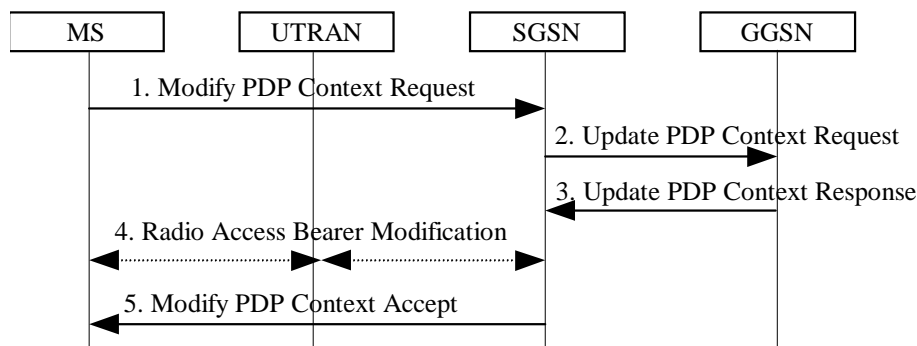 MS UTRAN SGSN GGSN
1. Modify PDP Context Request
2. Update PDP Context Request
3. Update PDP Context Response
4. Radio Access Bearer Modification
5. Modify PDP Context Accept